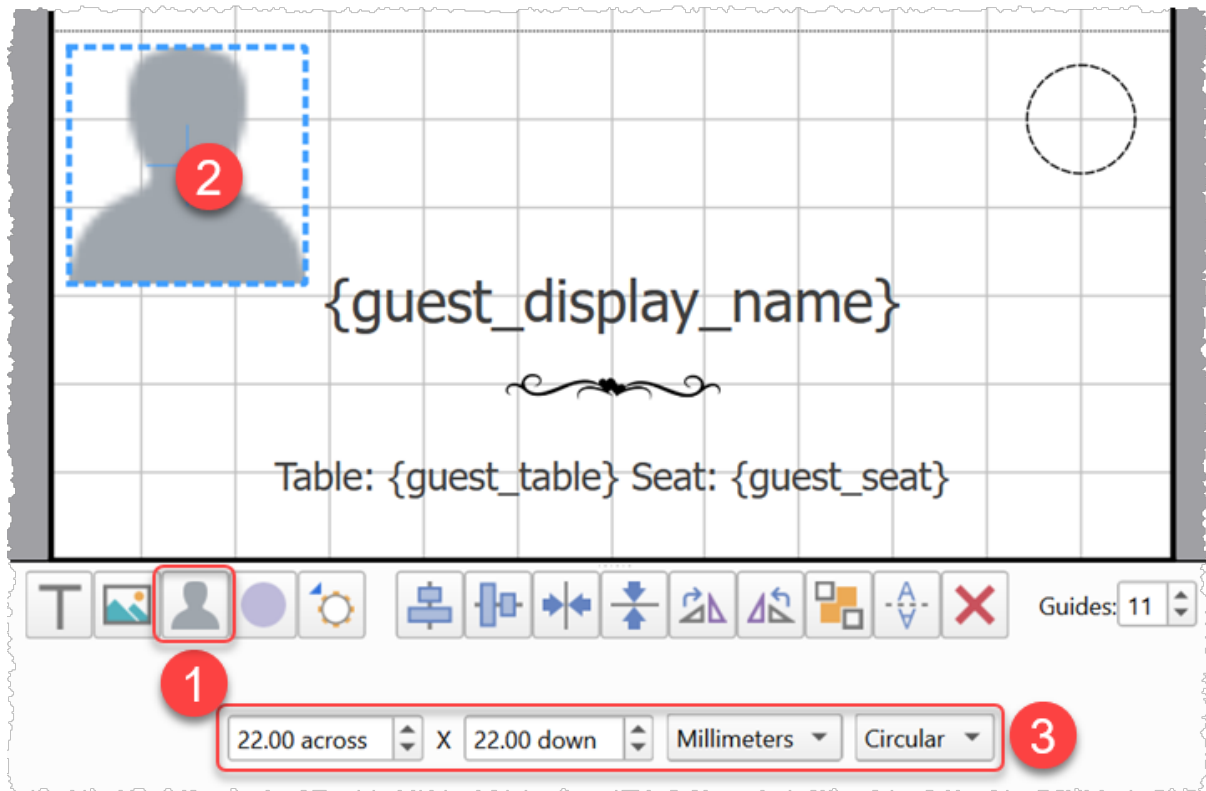 2
{guest_display_name}
Table: {guest_table} Seat: {guest_seat}
T
A
Guides: 11
1
22.00 across X 22.00 down Millimeters Circular 3